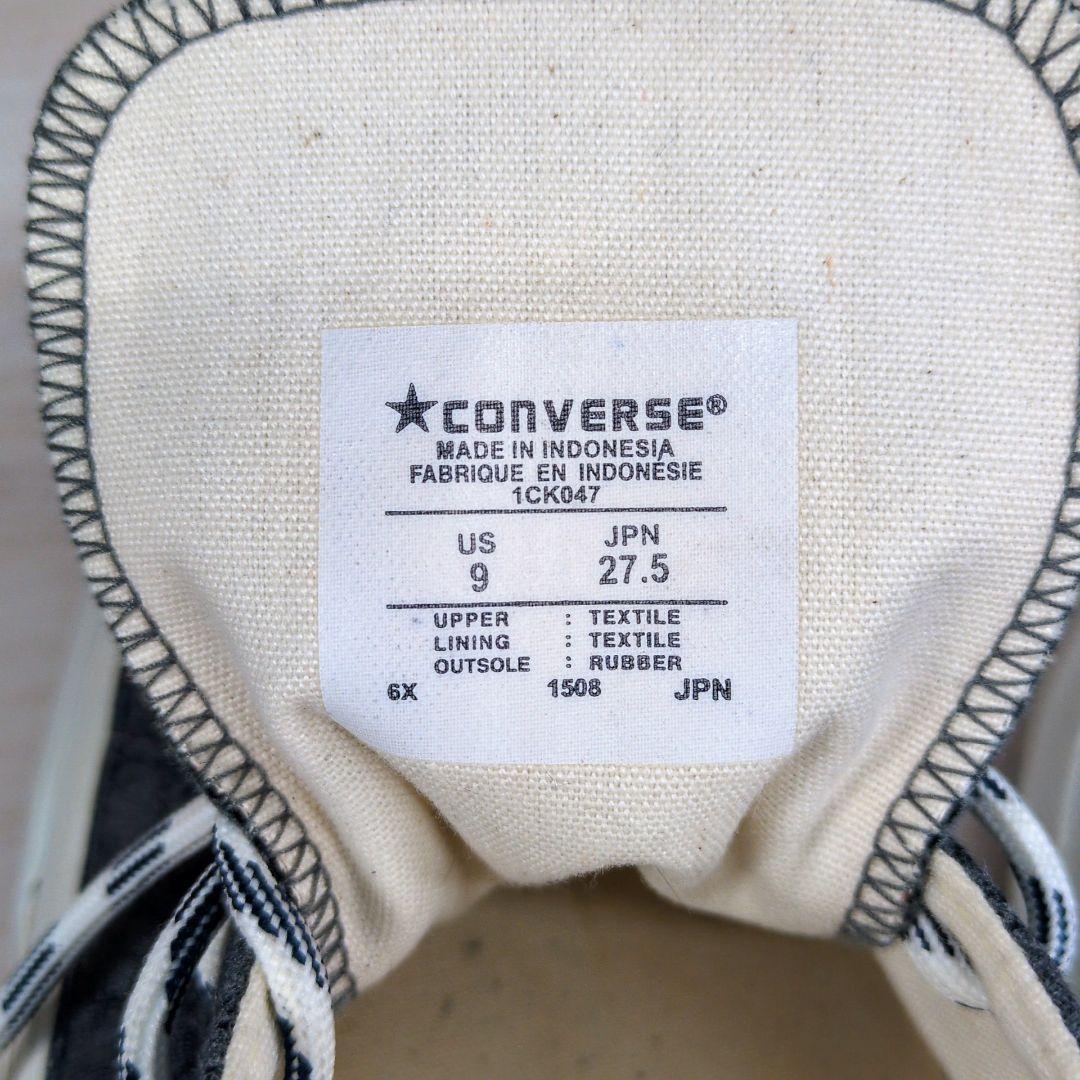 ★CONVERSE®
MADE IN INDONESIA
FABRIQUE EN INDONESIE
1CK047
US JPN
9 27.5
UPPER : TEXTILE
LINING : TEXTILE
OUTSOLE : RUBBER
6X 1508 JPN